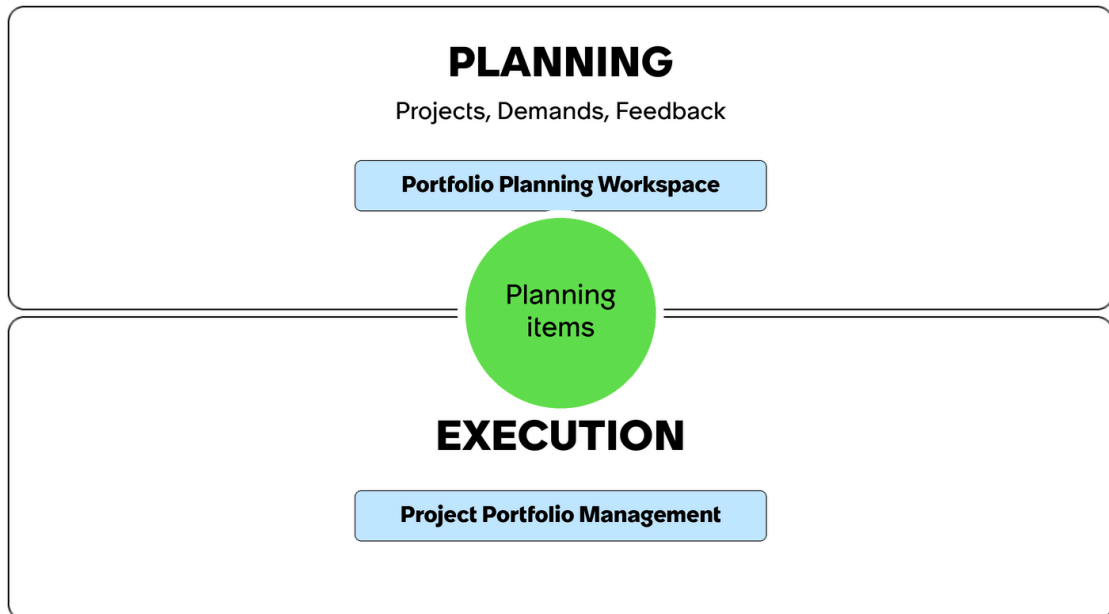 PLANNING
Projects, Demands, Feedback
Portfolio Planning Workspace
Planning
items
EXECUTION
Project Portfolio Management